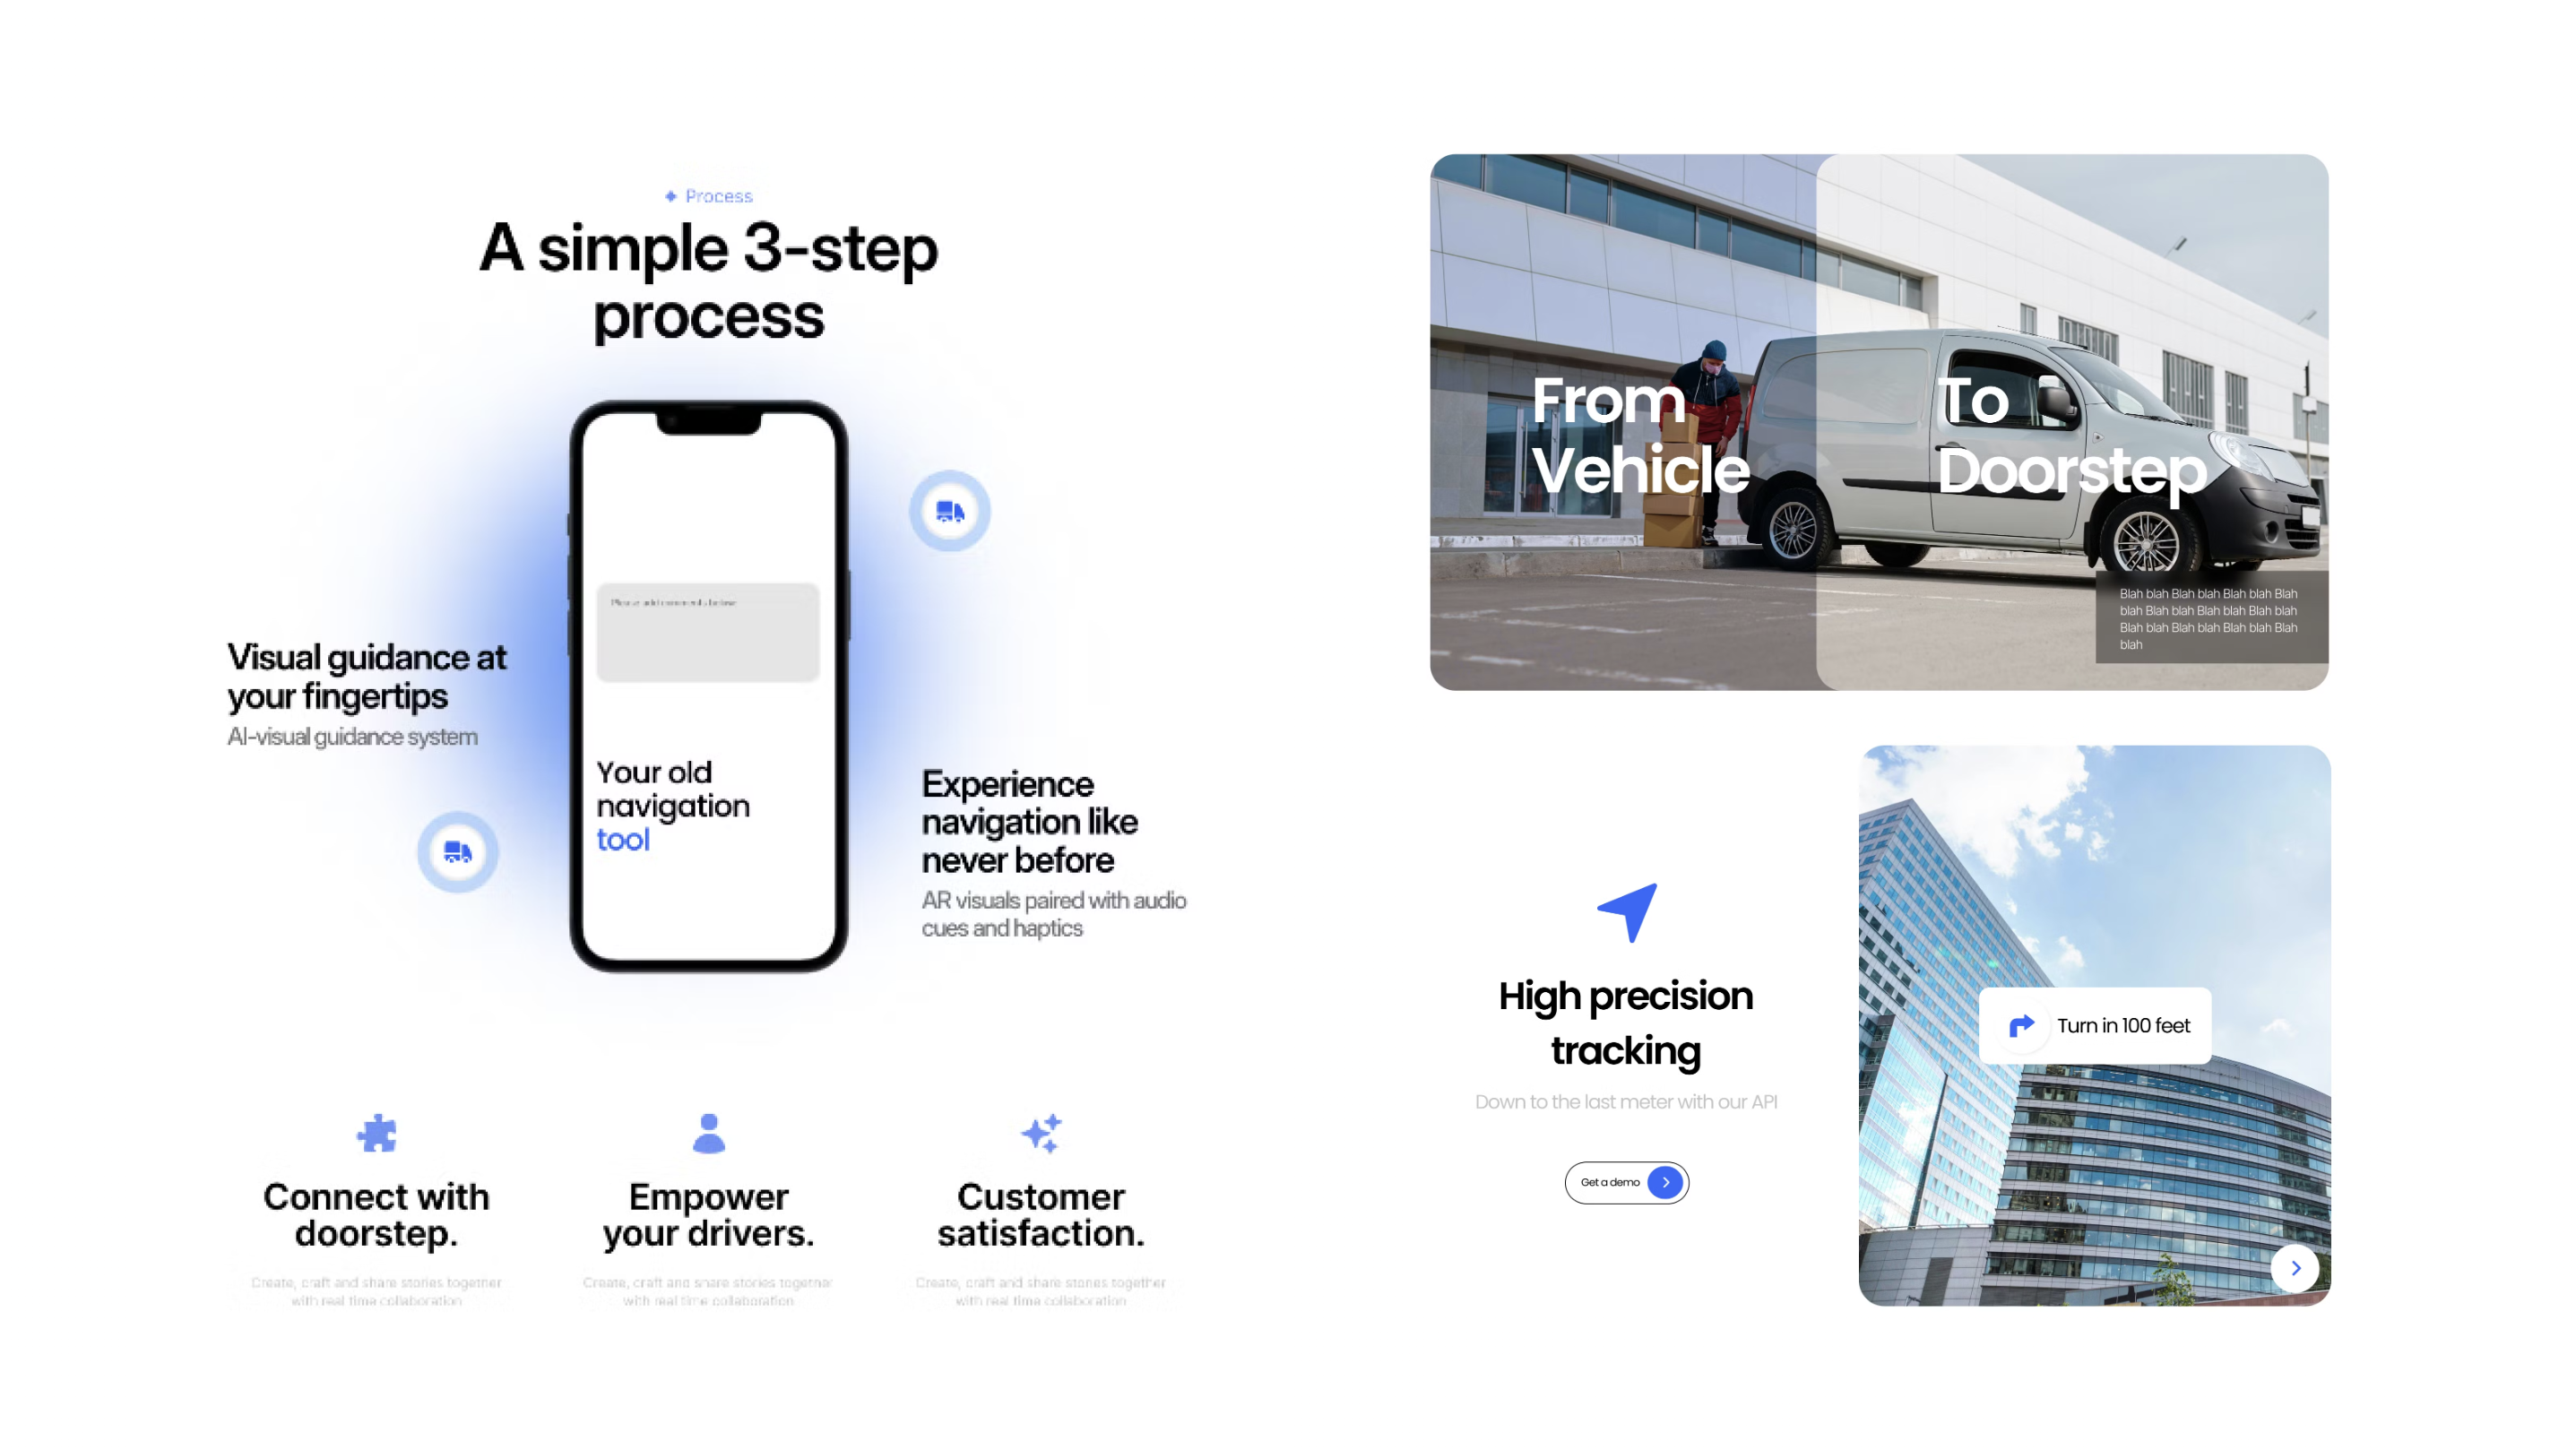 Process
A simple 3-step
process
Please add comments below
Visual guidance at
your fingertips
AI-visual guidance system
Your old
navigation
tool
Experience
navigation like
never before
AR visuals paired with audio
cues and haptics
Connect with
doorstep.
Create, craft and share stories together
with real time collaboration
Empower
your drivers.
Create, craft and share stories together
with real time collaboration
Customer
satisfaction.
Create, craft and share stories together
with real time collaboration
From
Vehicle
To
Doorstep
Blah blah Blah blah Blah blah Blah
blah Blah blah Blah blah Blah blah
Blah blah Blah blah Blah blah Blah
blah
High precision
tracking
Down to the last meter with our API
Get a demo
Turn in 100 feet